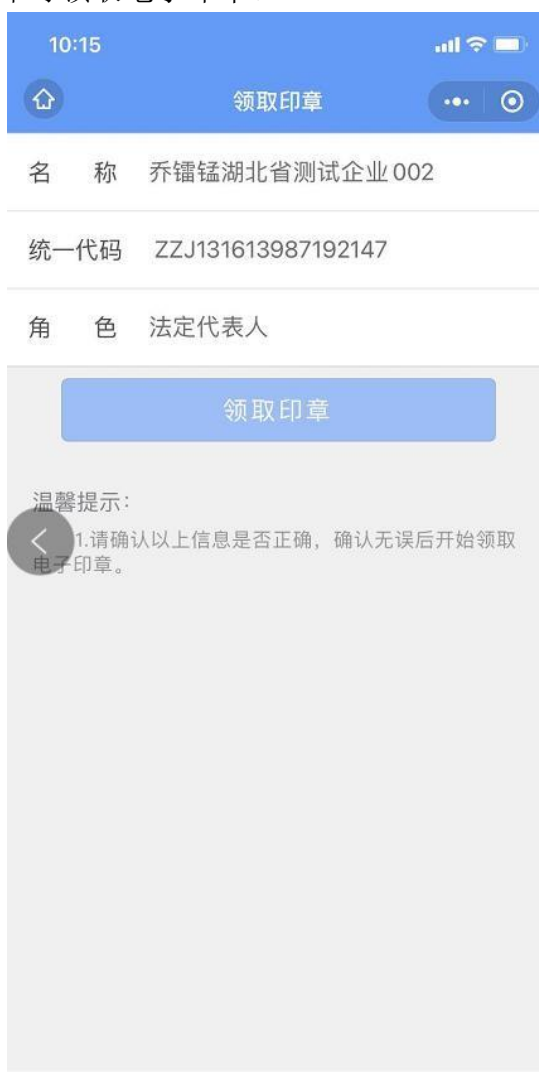 10:15
领取印章
名 称 乔镭锰湖北省测试企业002
统一代码 ZZJ131613987192147
角 色 法定代表人
领取印章
温馨提示:
1.请确认以上信息是否正确，确认无误后开始领取
电子印章。